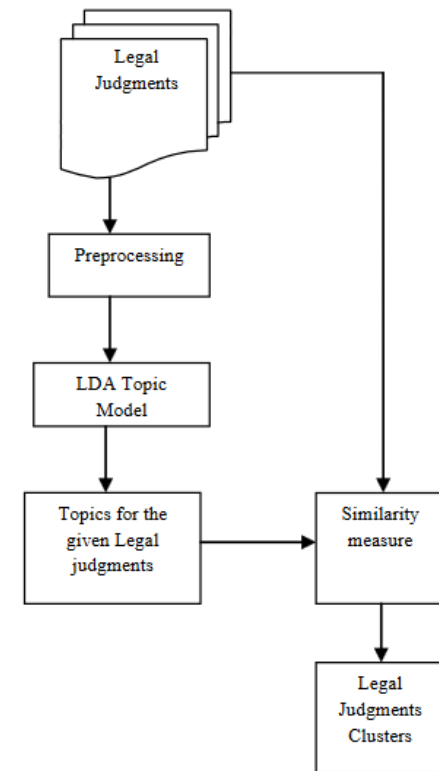 Legal
Judgments
Preprocessing
LDA Topic
Model
Topics for the
given Legal
judgments
Similarity
measure
Legal
Judgments
Clusters